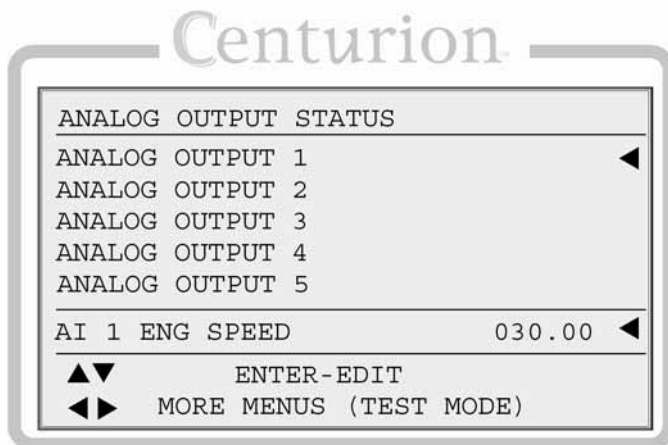 Centurion
ANALOG OUTPUT STATUS
ANALOG OUTPUT 1 ◀
ANALOG OUTPUT 2
ANALOG OUTPUT 3
ANALOG OUTPUT 4
ANALOG OUTPUT 5
AI 1 ENG SPEED 030.00 ◀
▲▼ ENTER-EDIT
◀▶ MORE MENUS (TEST MODE)